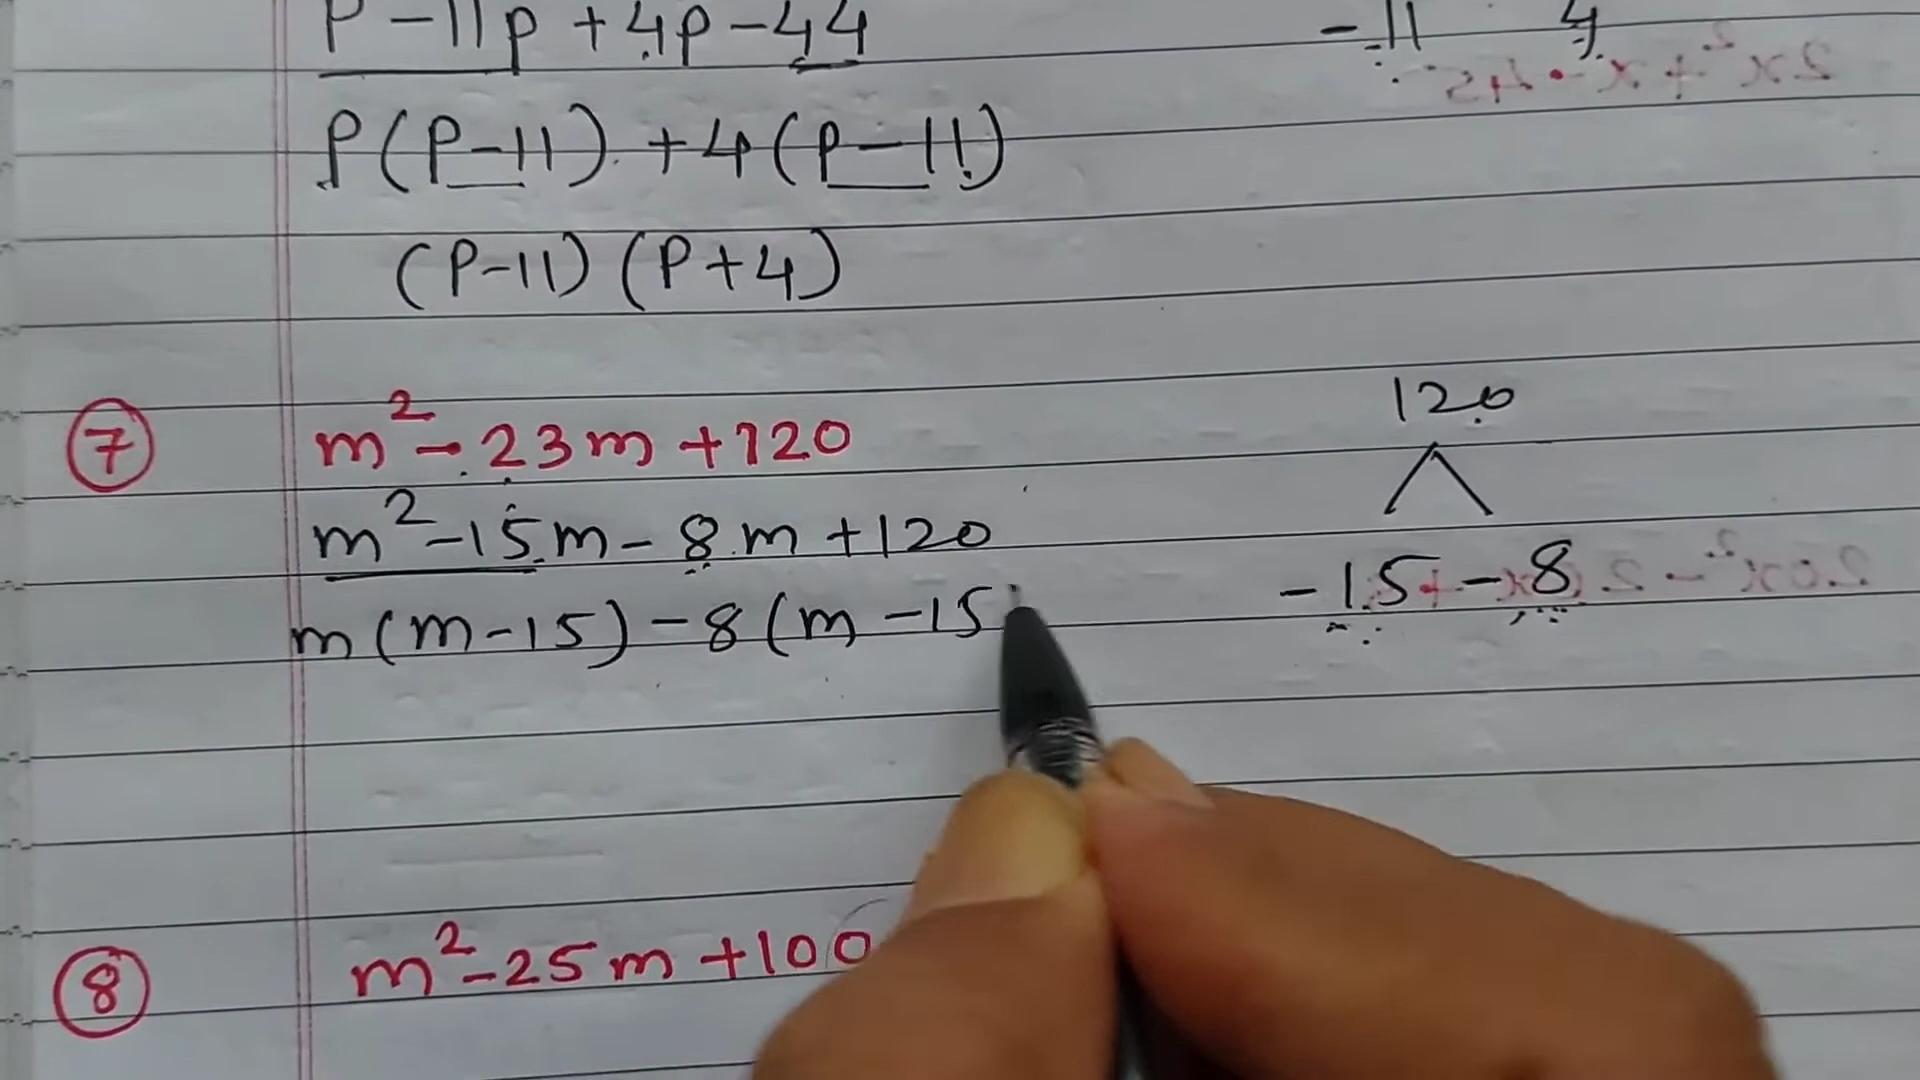 P - 11p + 4p - 44
-11 4
P(P-11) + 4(P-11)
(P-11) (P+4)
7 m² - 23m + 120
120
m² - 15m - 8m + 120
-15 -8
m(m-15) - 8(m-15
8 m² - 25m + 100